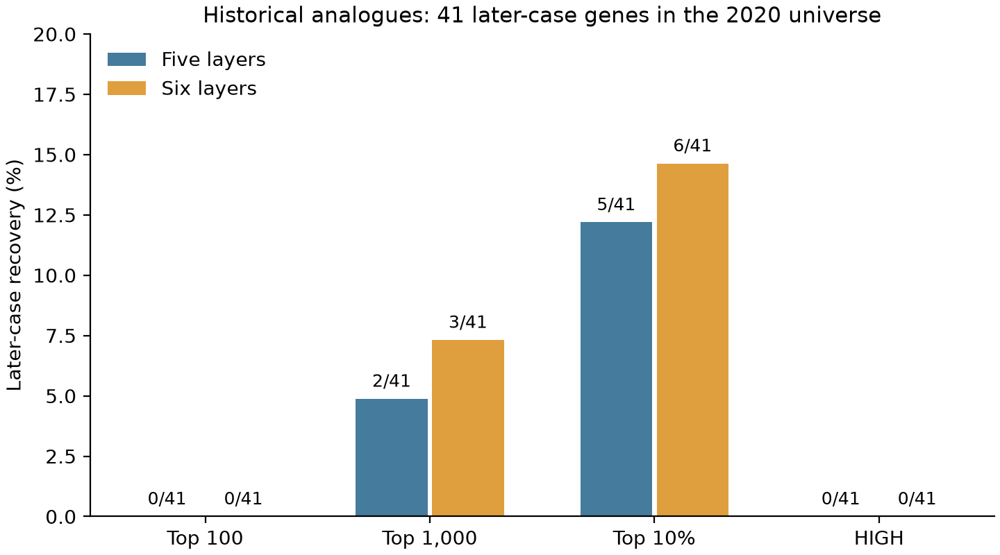 Historical analogues: 41 later-case genes in the 2020 universe
Five layers
Six layers
Later-case recovery (%)
20.0
17.5
15.0
12.5
10.0
7.5
5.0
2.5
0.0
0/41
0/41
2/41
3/41
5/41
6/41
0/41
0/41
Top 100
Top 1,000
Top 10%
HIGH